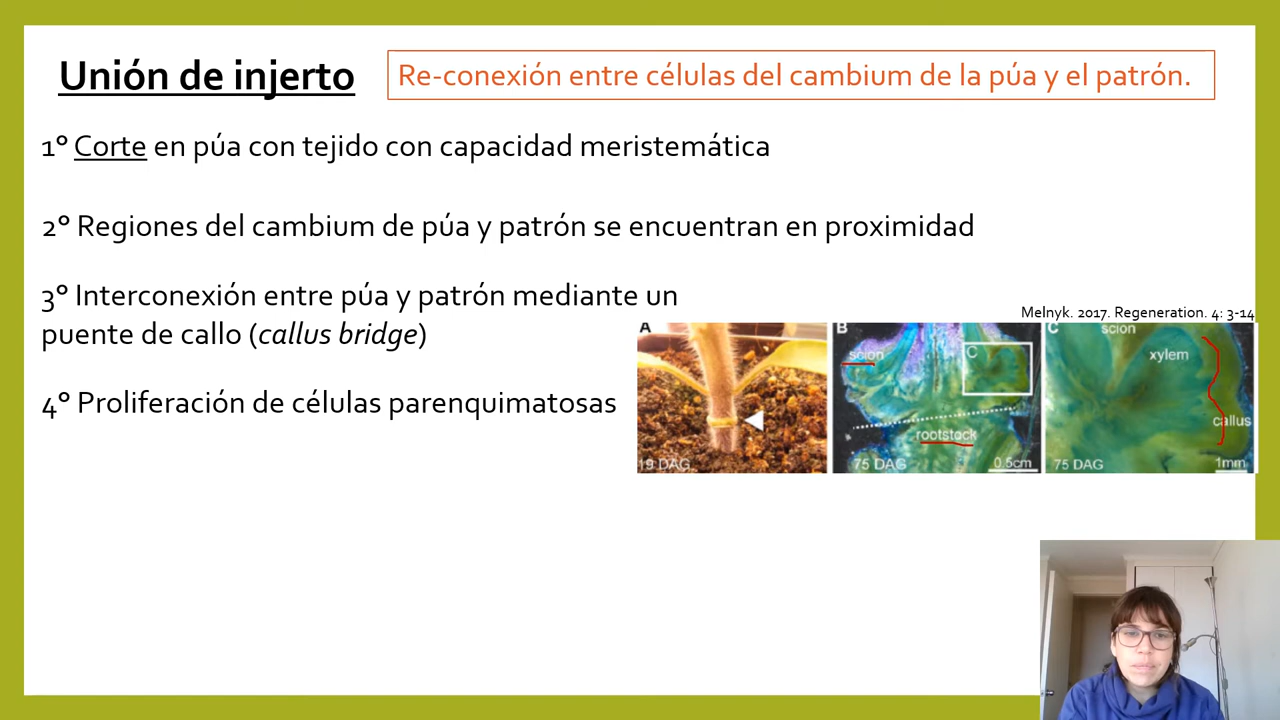 Unión de injerto
Re-conexión entre células del cambium de la púa y el patrón.
1° Corte en púa con tejido con capacidad meristemática
2° Regiones del cambium de púa y patrón se encuentran en proximidad
3° Interconexión entre púa y patrón mediante un
puente de callo (callus bridge)
4° Proliferación de células parenquimatosas
Melnyk. 2017. Regeneration. 4: 3-14
A
19 DAG
B
scion
C
rootstock
75 DAG
0.5cm
C
scion
xylem
callus
75 DAG
1mm